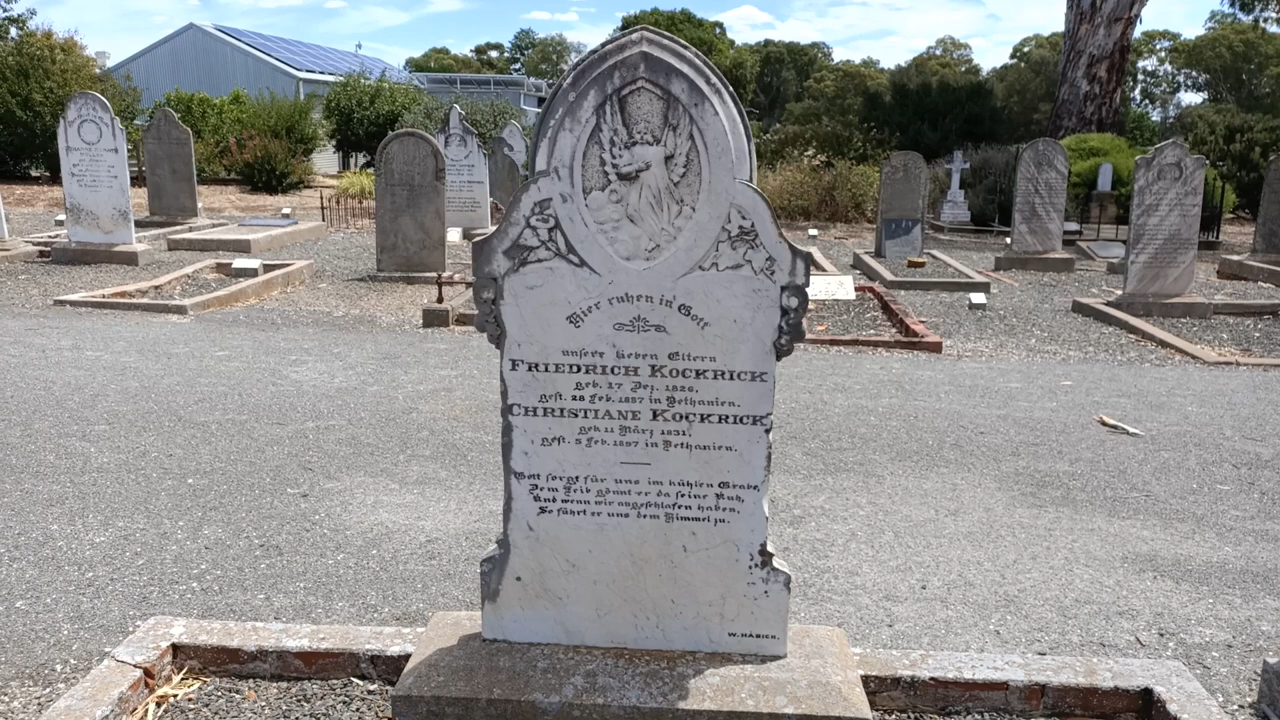 Hier ruhen in Gott
unsere lieben Eltern
FRIEDRICH KOCKRICK
geb. 17 Dez. 1826,
gest. 28 Feb. 1887 in Bethanien.
CHRISTIANE KOCKRICK
geb 11 März 1831,
gest. 5 Feb. 1897 in Bethanien.
Gott sorgt für uns im kühlen Grabe,
Dem Leib gönnt er da seine Ruh,
Und wenn wir ausgeschlafen haben,
So führt er uns dem Himmel zu.
W. HABICH.